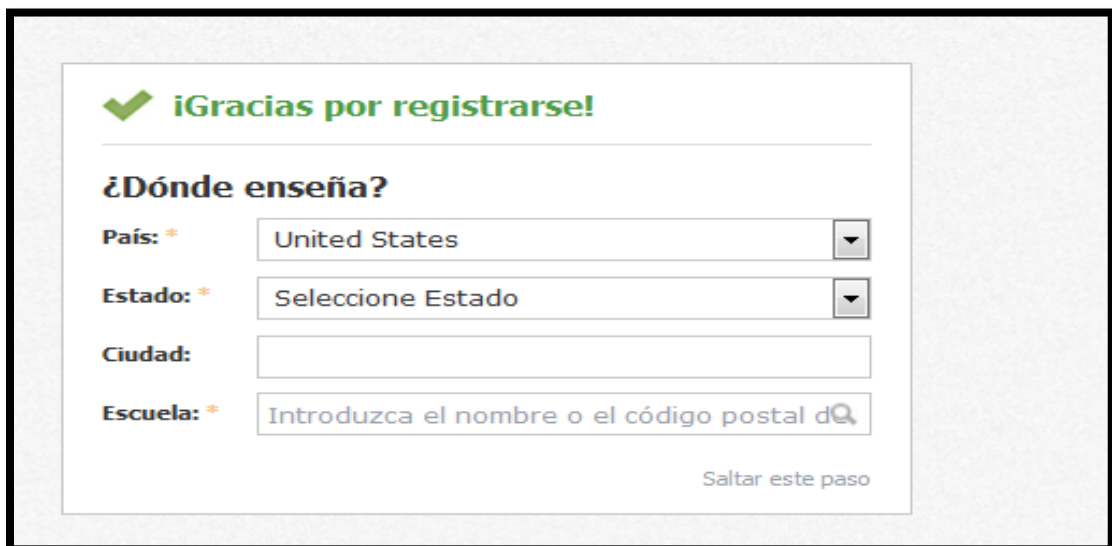 ¡Gracias por registrarse!
¿Dónde enseña?
País: * United States
Estado: * Seleccione Estado
Ciudad:
Escuela: * Introduzca el nombre o el código postal de
Saltar este paso